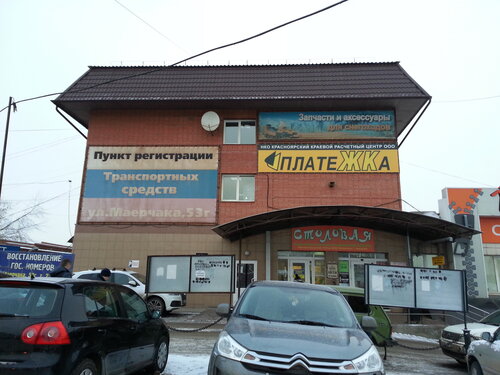 Запчасти и аксессуары
для снегоходов
НКО КРАСНОЯРСКИЙ КРАЕВОЙ РАСЧЕТНЫЙ ЦЕНТР ООО
ПЛАТЕЖКА
Пункт регистрации
Транспортных
средств
ул.Маерчака,53г
СТОЛОВАЯ
ВОССТАНОВЛЕНИЕ
ГОС. НОМЕРОВ